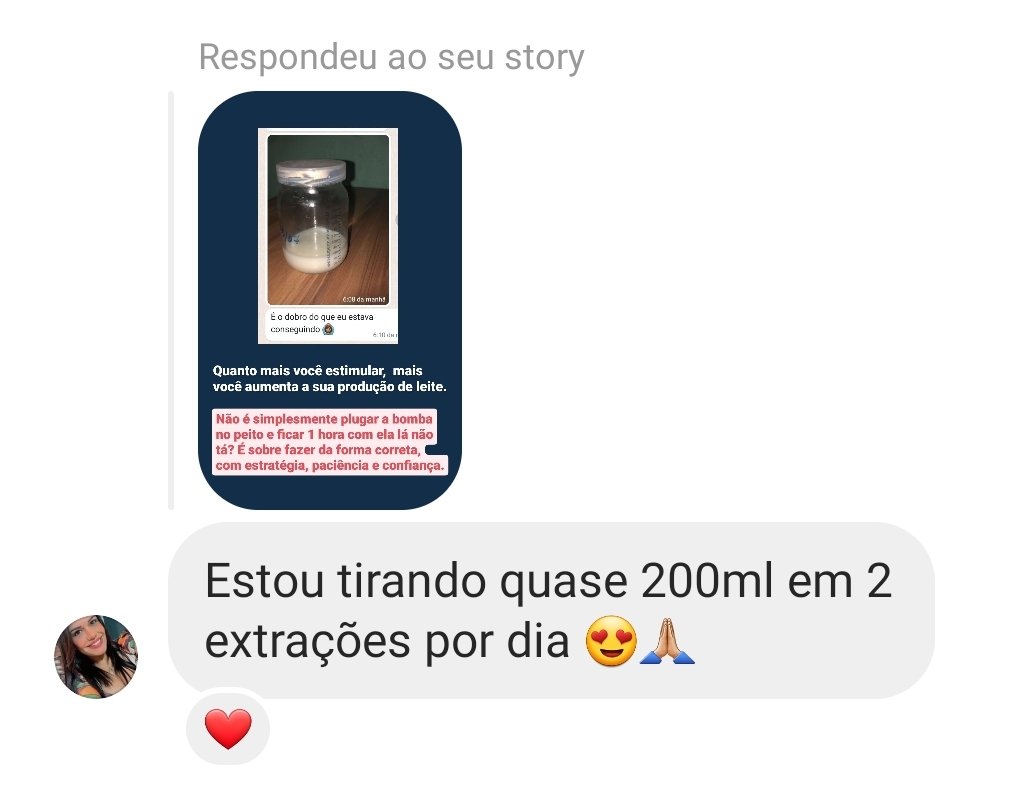 Respondeu ao seu story
6:08 da manhã
É o dobro do que eu estava
conseguindo
6:10 da
Quanto mais você estimular, mais
você aumenta a sua produção de leite.
Não é simplesmente plugar a bomba
no peito e ficar 1 hora com ela lá não
tá? É sobre fazer da forma correta,
com estratégia, paciência e confiança.
Estou tirando quase 200ml em 2
extrações por dia 😍🙏🏼
❤️